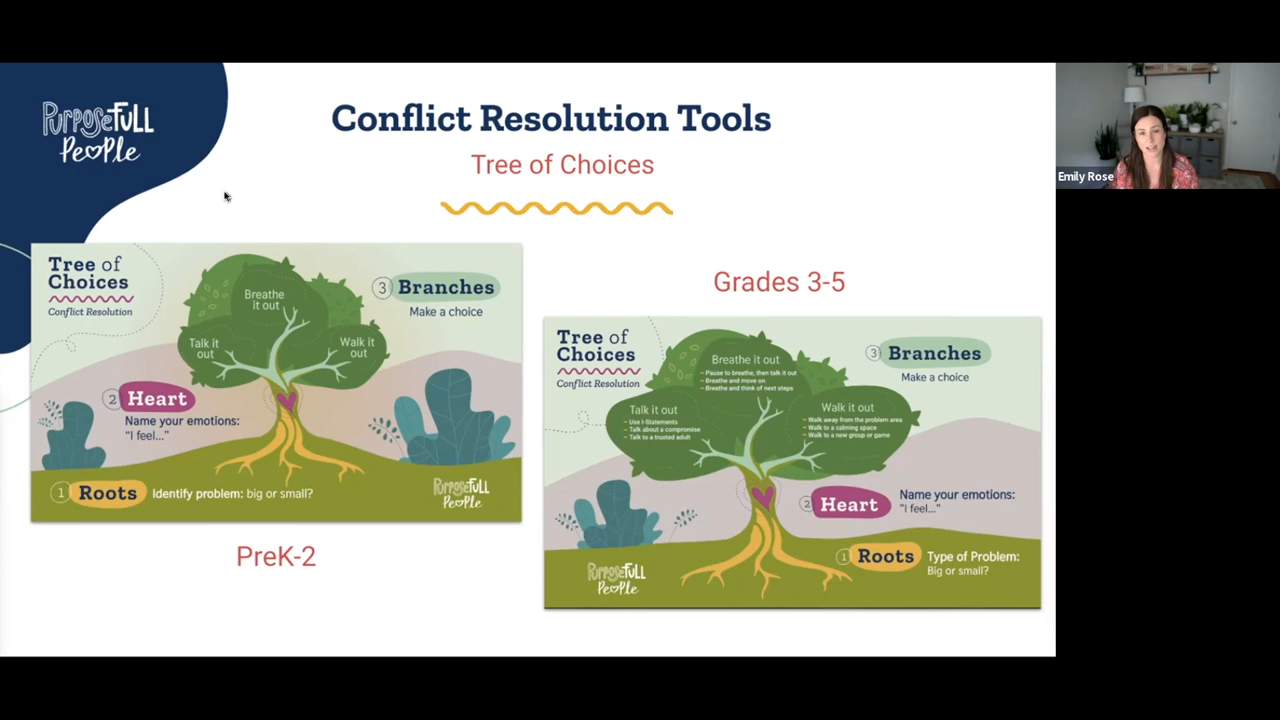 PURPOSEFULL
PEOPLE
Conflict Resolution Tools
Tree of Choices
Emily Rose
Tree of
Choices
Conflict Resolution
Breathe
it out
Talk it
out
Walk it
out
3 Branches
Make a choice
2 Heart
Name your emotions:
"I feel..."
1 Roots Identify problem: big or small?
PURPOSEFULL
PEOPLE
PreK-2
Grades 3-5
Tree of
Choices
Conflict Resolution
Breathe it out
– Pause to breathe, then talk it out
– Breathe and move on
– Breathe and think of next steps
Talk it out
– Use I-Statements
– Talk about a compromise
– Talk to a trusted adult
Walk it out
– Walk away from the problem area
– Walk to a calming space
– Walk to a new group or game
3 Branches
Make a choice
2 Heart
Name your emotions:
"I feel..."
1 Roots
Type of Problem:
Big or small?
PURPOSEFULL
PEOPLE